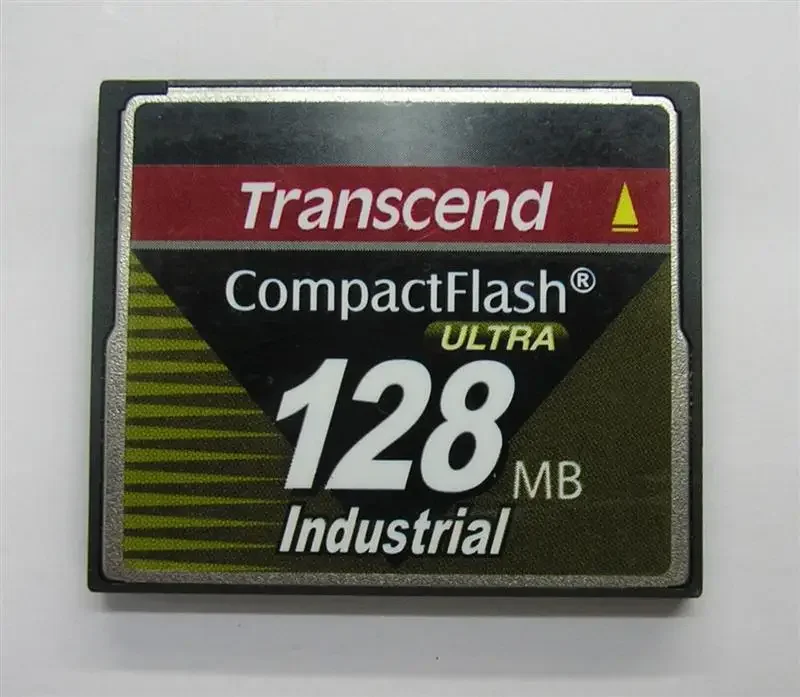 Transcend
CompactFlash®
ULTRA
128 MB
Industrial